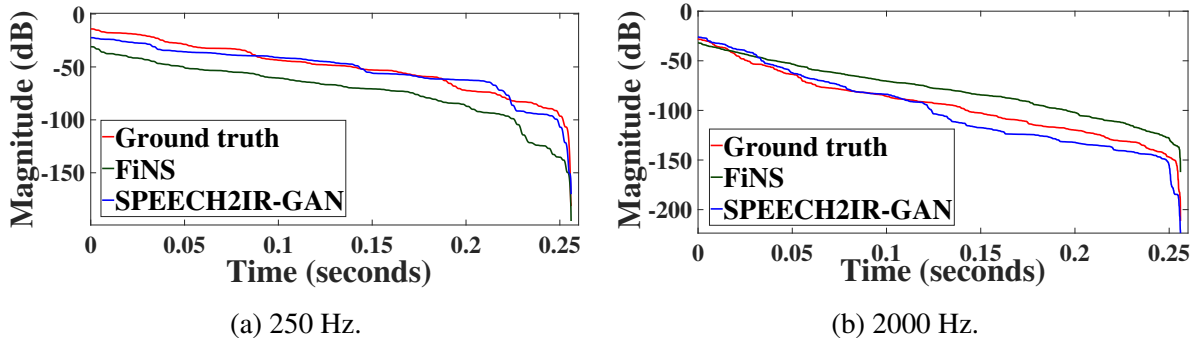 Magnitude (dB)
0
-50
-100
-150
Ground truth
FiNS
SPEECH2IR-GAN
0 0.05 0.1 0.15 0.2 0.25
Time (seconds)
(a) 250 Hz.
Magnitude (dB)
0
-50
-100
-150
-200
Ground truth
FiNS
SPEECH2IR-GAN
0 0.05 0.1 0.15 0.2 0.25
Time (seconds)
(b) 2000 Hz.